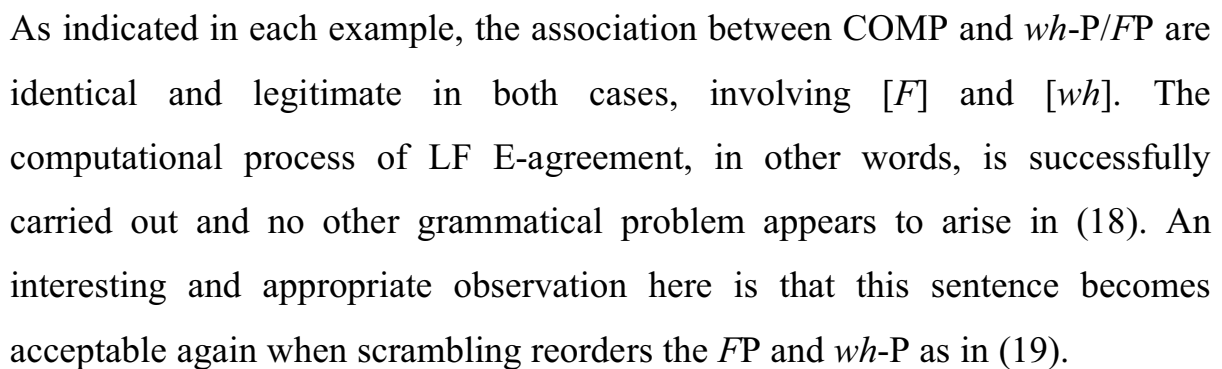 As indicated in each example, the association between COMP and wh-P/FP are
identical and legitimate in both cases, involving [F] and [wh]. The
computational process of LF E-agreement, in other words, is successfully
carried out and no other grammatical problem appears to arise in (18). An
interesting and appropriate observation here is that this sentence becomes
acceptable again when scrambling reorders the FP and wh-P as in (19).